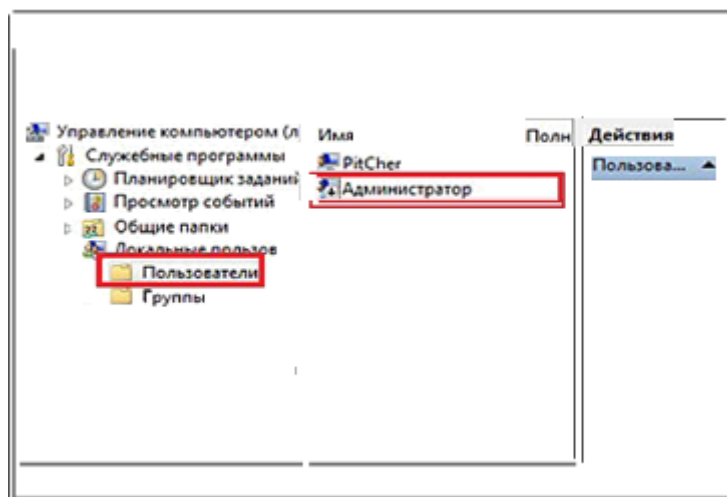 Управление компьютером (л
Служебные программы
Планировщик заданий
Просмотр событий
Общие папки
Локальные пользов
Пользователи
Группы
Имя
Полн
PitCher
Администратор
Действия
Пользова...